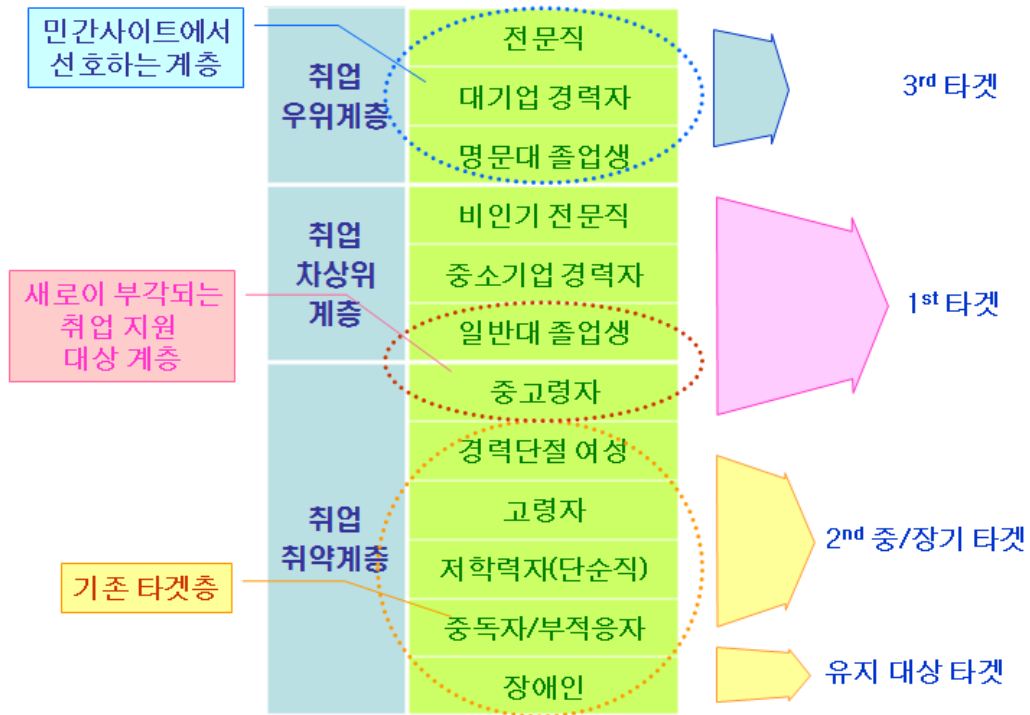 민간사이트에서
선호하는 계층
취업
우위계층
전문직
대기업 경력자
명문대 졸업생
3rd 타겟
취업
차상위
계층
비인기 전문직
중소기업 경력자
일반대 졸업생
1st 타겟
새로이 부각되는
취업 지원
대상 계층
취업
취약계층
중고령자
경력단절 여성
고령자
저학력자(단순직)
중독자/부적응자
장애인
2nd 중/장기 타겟
기존 타겟층
유지 대상 타겟